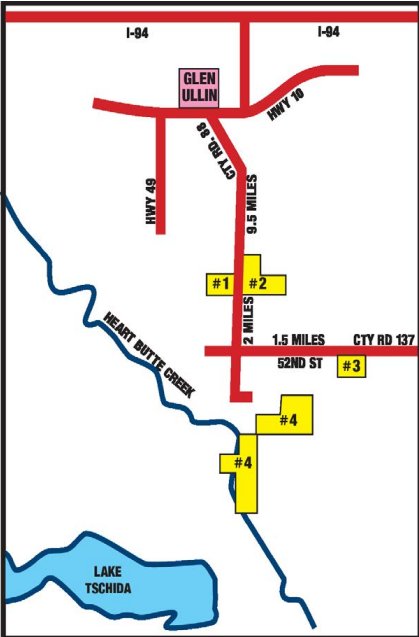 I-94
I-94
GLEN
ULLIN
HWY 10
CTY RD. 88
HWY 49
9.5 MILES
#1
#2
2 MILES
1.5 MILES
CTY RD 137
52ND ST
#3
HEART BUTTE CREEK
#4
#4
LAKE
TSCHIDA